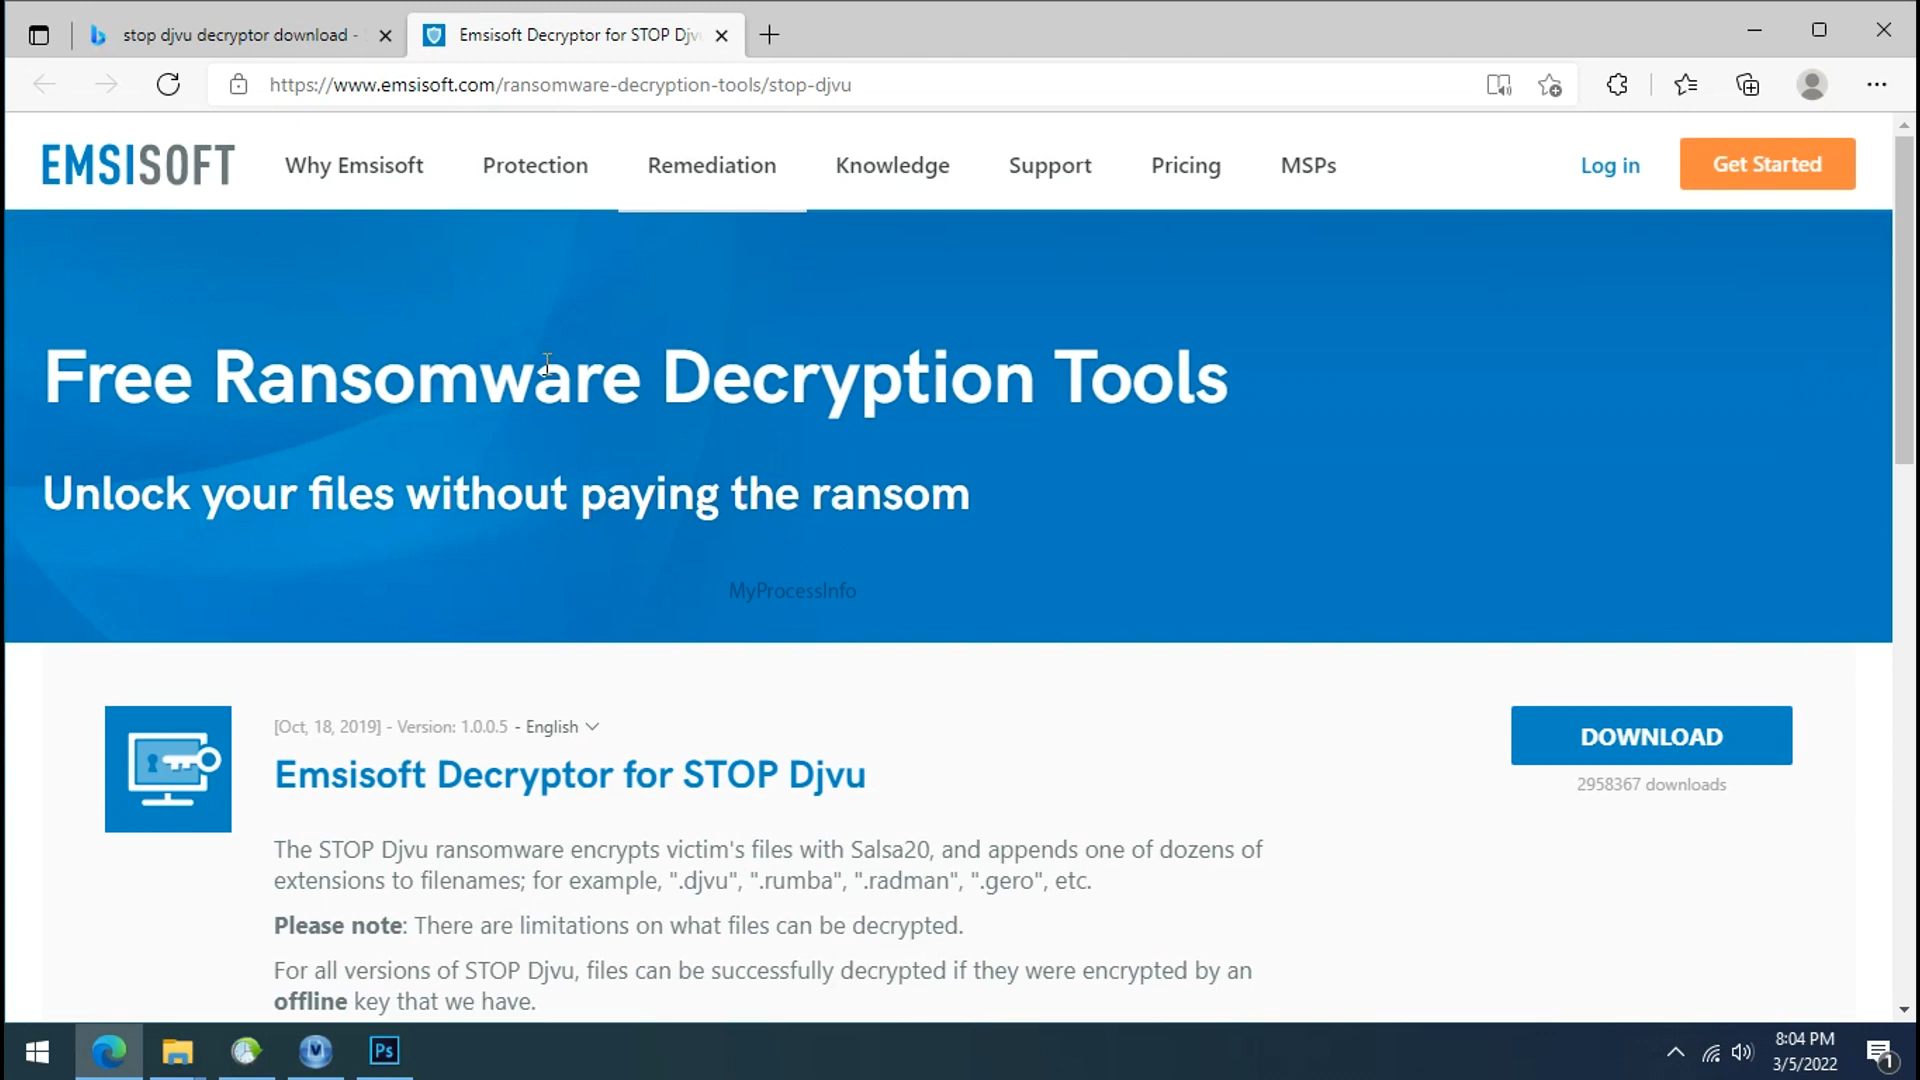 stop djvu decryptor download -
Emsisoft Decryptor for STOP Djv
https://www.emsisoft.com/ransomware-decryption-tools/stop-djvu
EMSISOFT
Why Emsisoft
Protection
Remediation
Knowledge
Support
Pricing
MSPs
Log in
Get Started
Free Ransomware Decryption Tools
Unlock your files without paying the ransom
MyProcessInfo
[Oct, 18, 2019] - Version: 1.0.0.5 - English
DOWNLOAD
Emsisoft Decryptor for STOP Djvu
2958367 downloads
The STOP Djvu ransomware encrypts victim's files with Salsa20, and appends one of dozens of
extensions to filenames; for example, ".djvu", ".rumba", ".radman", ".gero", etc.
Please note: There are limitations on what files can be decrypted.
For all versions of STOP Djvu, files can be successfully decrypted if they were encrypted by an
offline key that we have.
Ps
8:04 PM
3/5/2022
1